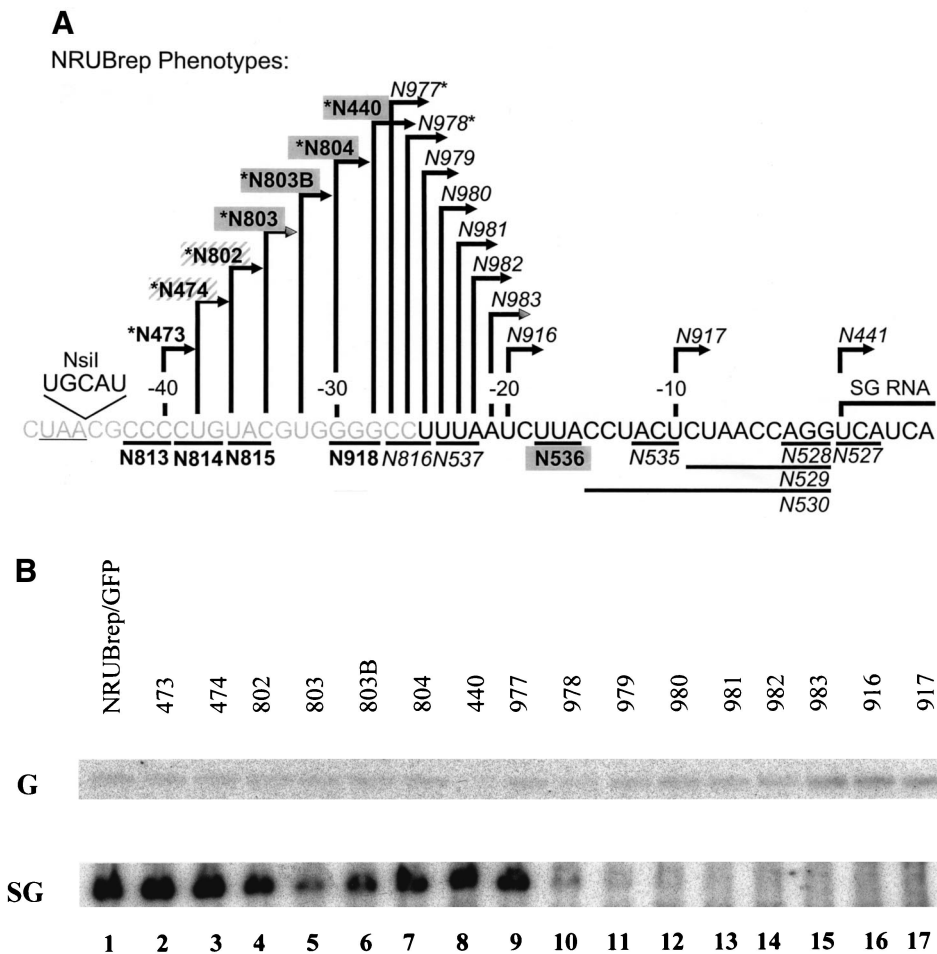 A
NRUBrep Phenotypes:
N977*
*N440
N978*
*N804
N979
*N803B
N980
*N803
N981
*N802
N982
*N474
N983
*N473
N916
N917
N441
NsiI
UGCAU
-40
-30
-20
-10
SG RNA
CUAACGCCCCUGUACGUGGGGCCUUUAAUCUUACCUACUCUAACCAGGUCAUCA
N813 N814 N815 N918 N816 N537 N536 N535 N528 N527
N529
N530
B
NRUBrep/GFP 473 474 802 803 803B 804 440 977 978 979 980 981 982 983 916 917
G
SG
1 2 3 4 5 6 7 8 9 10 11 12 13 14 15 16 17